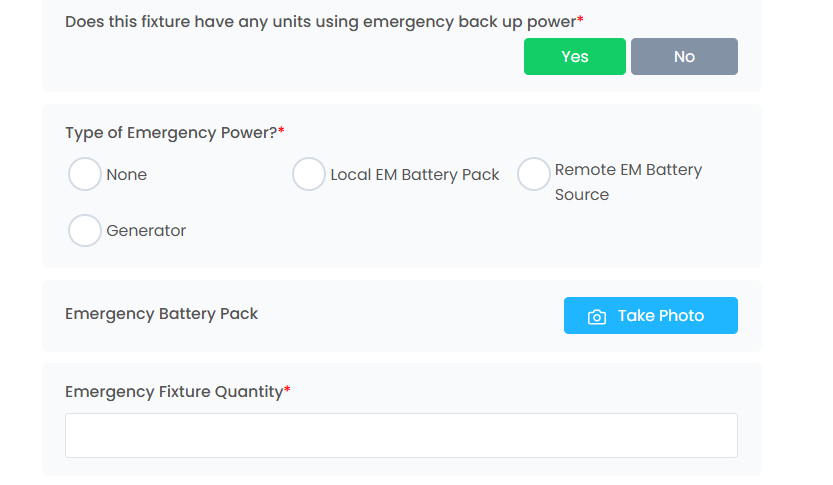 Does this fixture have any units using emergency back up power*
Yes
No
Type of Emergency Power?*
None
Local EM Battery Pack
Remote EM Battery
Source
Generator
Emergency Battery Pack
Take Photo
Emergency Fixture Quantity*